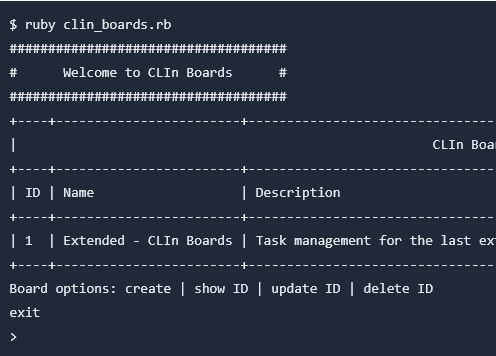 $ ruby clin_boards.rb
####################################
#      Welcome to CLIn Boards      #
####################################
+----+------------------------+--------------------------------
|                                                      CLIn Boa
+----+------------------------+--------------------------------
| ID | Name                   | Description
+----+------------------------+--------------------------------
| 1  | Extended - CLIn Boards | Task management for the last ex
+----+------------------------+--------------------------------
Board options: create | show ID | update ID | delete ID
exit
>